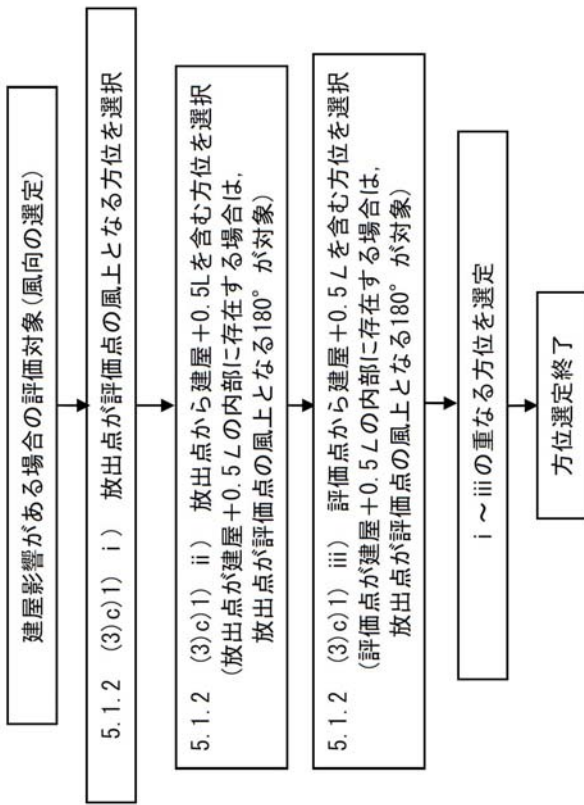 建屋影響がある場合の評価対象(風向の選定)
5.1.2 (3)c)1) i) 放出点が評価点の風上となる方位を選択
5.1.2 (3)c)1) ii) 放出点から建屋+0.5Lを含む方位を選択
(放出点が建屋+0.5Lの内部に存在する場合は,
放出点が評価点の風上となる180°が対象)
5.1.2 (3)c)1) iii) 評価点から建屋+0.5Lを含む方位を選択
(評価点が建屋+0.5Lの内部に存在する場合は,
放出点が評価点の風上となる180°が対象)
i~iiiの重なる方位を選定
方位選定終了